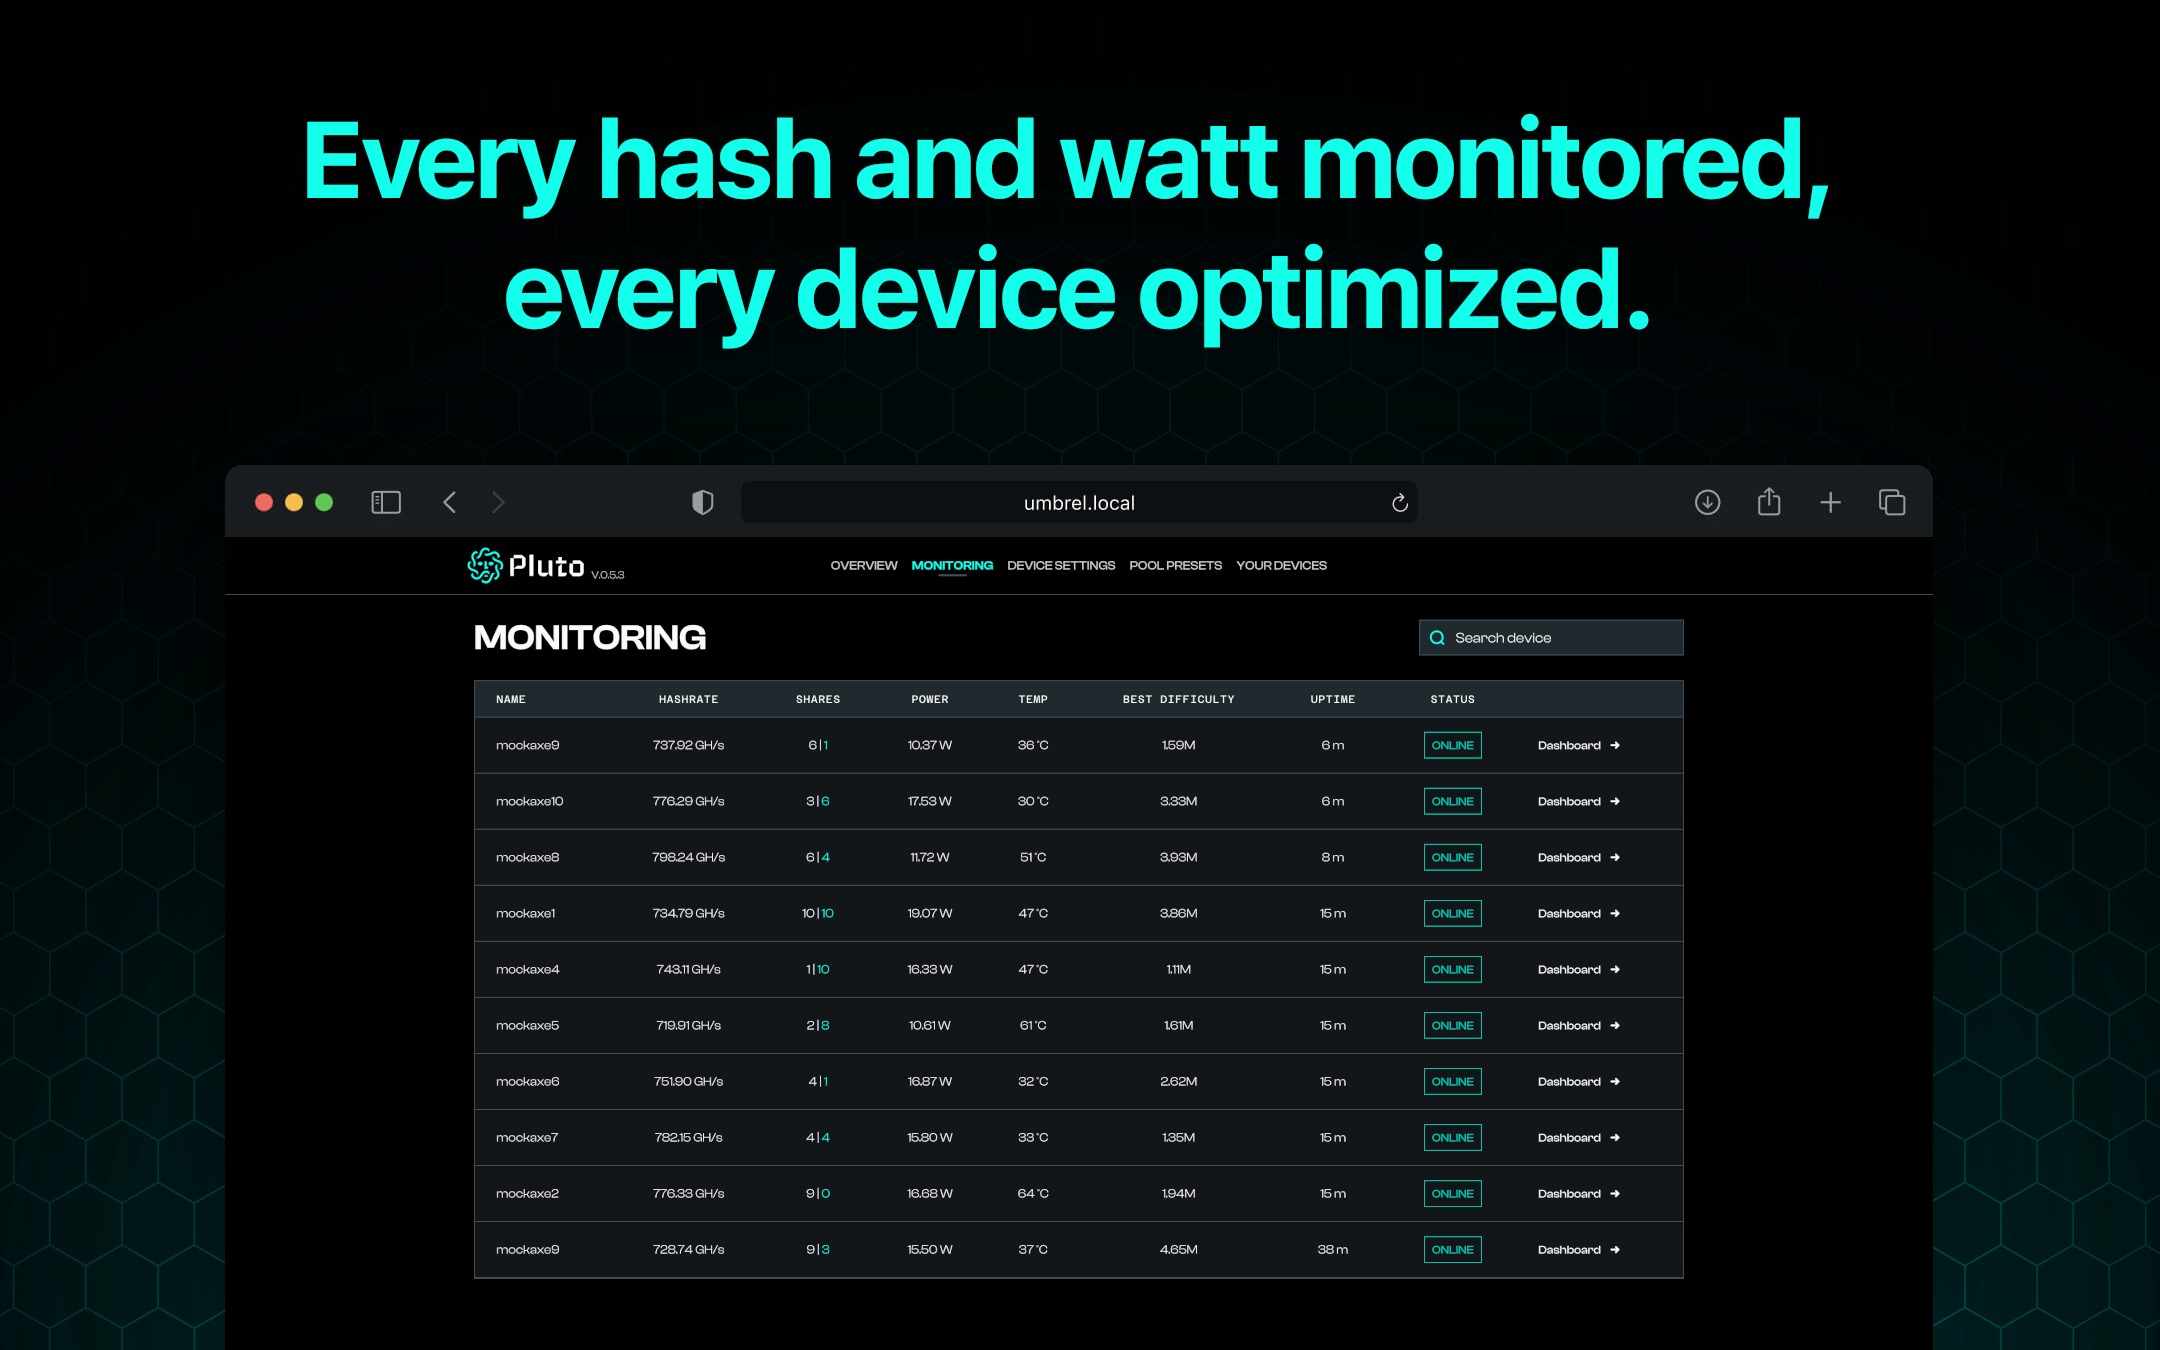 Every hash and watt monitored,
every device optimized.
umbrel.local
Pluto V.0.5.3 OVERVIEW MONITORING DEVICE SETTINGS POOL PRESETS YOUR DEVICES
MONITORING Search device
NAME HASHRATE SHARES POWER TEMP BEST DIFFICULTY UPTIME STATUS
mockaxe9 737.92 GH/s 6|1 10.37 W 36 °C 1.59M 6 m ONLINE Dashboard →
mockaxe10 776.29 GH/s 3|6 17.53 W 30 °C 3.33M 6 m ONLINE Dashboard →
mockaxe8 798.24 GH/s 6|4 11.72 W 51 °C 3.93M 8 m ONLINE Dashboard →
mockaxe1 734.79 GH/s 10|10 19.07 W 47 °C 3.86M 15 m ONLINE Dashboard →
mockaxe4 743.11 GH/s 1|10 16.33 W 47 °C 1.11M 15 m ONLINE Dashboard →
mockaxe5 719.91 GH/s 2|8 10.61 W 61 °C 1.61M 15 m ONLINE Dashboard →
mockaxe6 751.90 GH/s 4|1 16.87 W 32 °C 2.62M 15 m ONLINE Dashboard →
mockaxe7 782.15 GH/s 4|4 15.80 W 33 °C 1.35M 15 m ONLINE Dashboard →
mockaxe2 776.33 GH/s 9|0 16.68 W 64 °C 1.94M 15 m ONLINE Dashboard →
mockaxe9 728.74 GH/s 9|3 15.50 W 37 °C 4.65M 38 m ONLINE Dashboard →